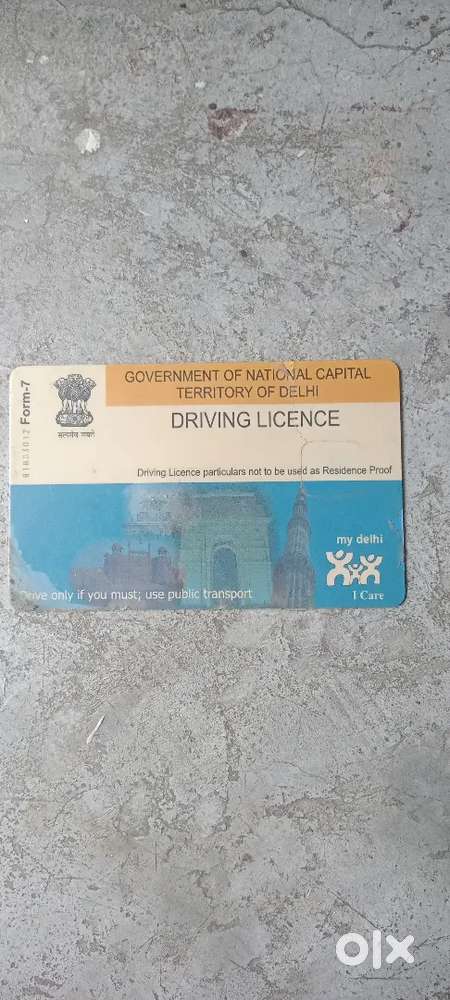 GOVERNMENT OF NATIONAL CAPITAL
TERRITORY OF DELHI
Form-7
सत्यमेव जयते
DRIVING LICENCE
Driving Licence particulars not to be used as Residence Proof
my delhi
I Care
Drive only if you must; use public transport
olx